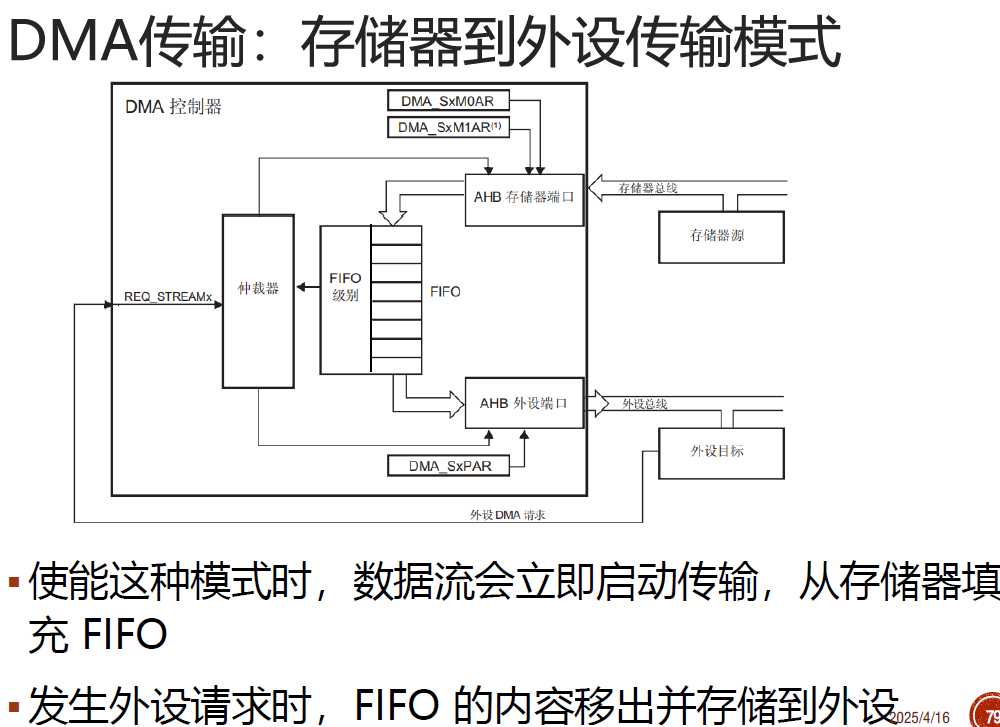 DMA传输：存储器到外设传输模式
DMA 控制器
DMA_SxM0AR
DMA_SxM1AR(1)
AHB 存储器端口
存储器总线
存储器源
仲裁器
FIFO
级别
FIFO
REQ_STREAMx
AHB 外设端口
外设总线
外设目标
DMA_SxPAR
外设 DMA 请求
▪使能这种模式时，数据流会立即启动传输，从存储器填
充 FIFO
▪发生外设请求时，FIFO 的内容移出并存储到外设
2025/4/16